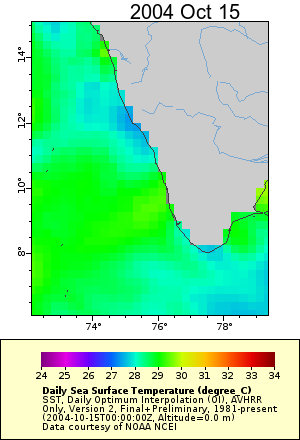 2004 Oct 15
14°
12°
10°
8°
74° 76° 78°
24 25 26 27 28 29 30 31 32 33 34
Daily Sea Surface Temperature (degree_C)
SST, Daily Optimum Interpolation (OI), AVHRR
Only, Version 2, Final+Preliminary, 1981-present
(2004-10-15T00:00:00Z, Altitude=0.0 m)
Data courtesy of NOAA NCEI